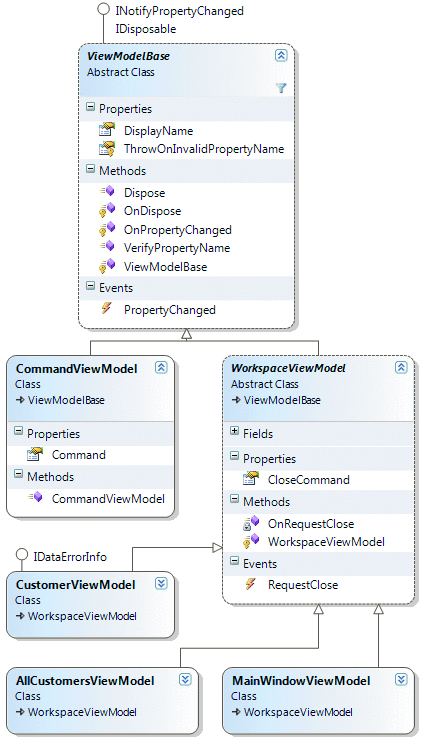 INotifyPropertyChanged
IDisposable
ViewModelBase
Abstract Class
Properties
DisplayName
ThrowOnInvalidPropertyName
Methods
Dispose
OnDispose
OnPropertyChanged
VerifyPropertyName
ViewModelBase
Events
PropertyChanged
CommandViewModel
Class
ViewModelBase
Properties
Command
Methods
CommandViewModel
WorkspaceViewModel
Abstract Class
ViewModelBase
Fields
Properties
CloseCommand
Methods
OnRequestClose
WorkspaceViewModel
Events
RequestClose
IDataErrorInfo
CustomerViewModel
Class
WorkspaceViewModel
AllCustomersViewModel
Class
WorkspaceViewModel
MainWindowViewModel
Class
WorkspaceViewModel